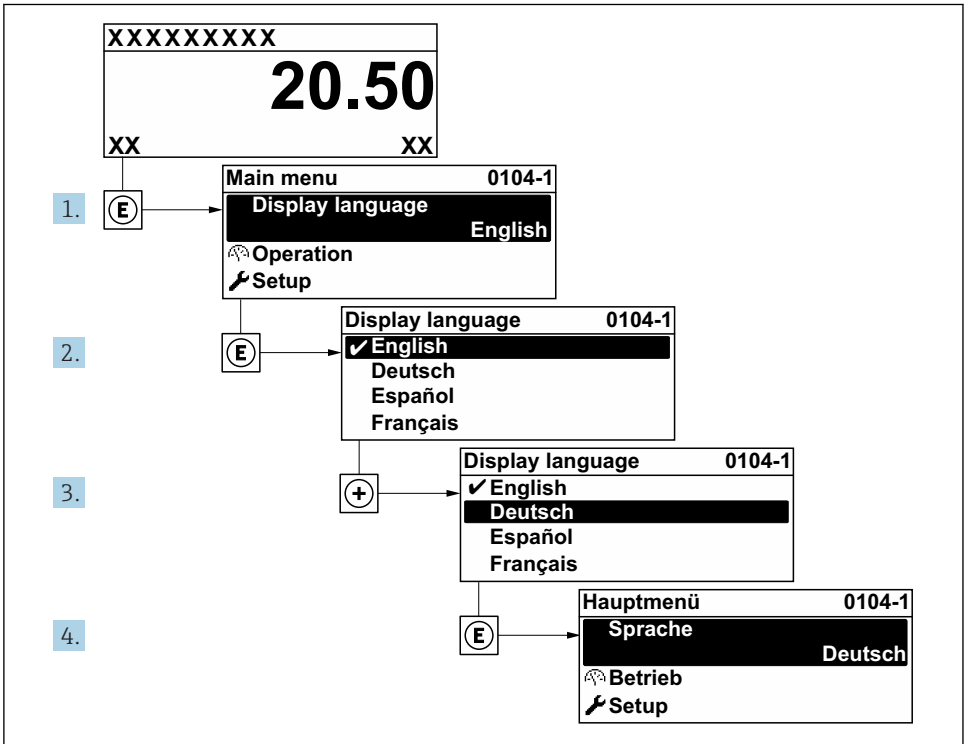 XXXXXXXXX
20.50
XX XX
1.
E
Main menu 0104-1
Display language
English
Operation
Setup
2.
E
Display language 0104-1
✔ English
Deutsch
Español
Français
3.
+
Display language 0104-1
✔ English
Deutsch
Español
Français
4.
E
Hauptmenü 0104-1
Sprache
Deutsch
Betrieb
Setup